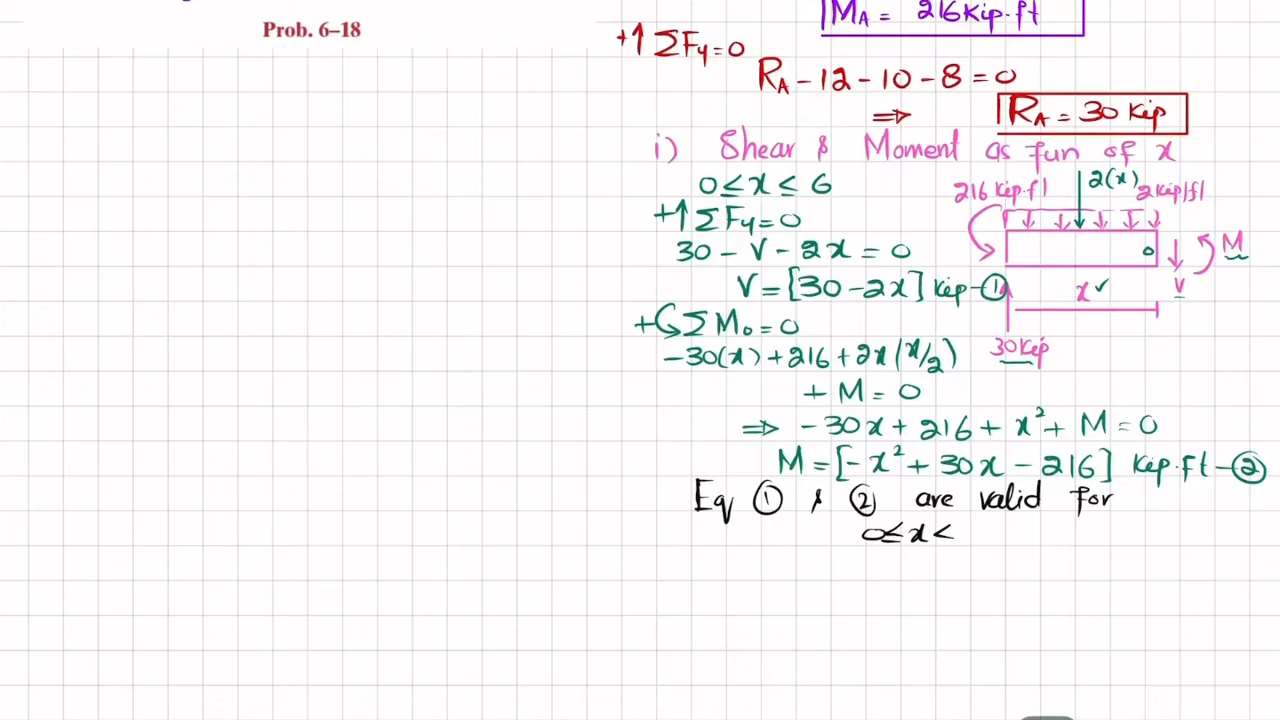 Prob. 6–18
MA = 216 Kip.ft
+↑ ΣFy=0
RA – 12 – 10 – 8 = 0
⇒ RA = 30 Kip
i) Shear & Moment as fun of x
0 ≤ x ≤ 6
216 Kip.ft 2(x) 2 Kip/ft
+↑ ΣFy=0
30 – V – 2x = 0
o M
V = [30 – 2x] Kip – ①
x ✓ V
+↺ ΣMo = 0
30 Kip
–30(x) + 216 + 2x(x/2)
+ M = 0
⇒ – 30x + 216 + x² + M = 0
M = [– x² + 30x – 216] Kip.ft – ②
Eq ① & ② are valid for
0≤x<